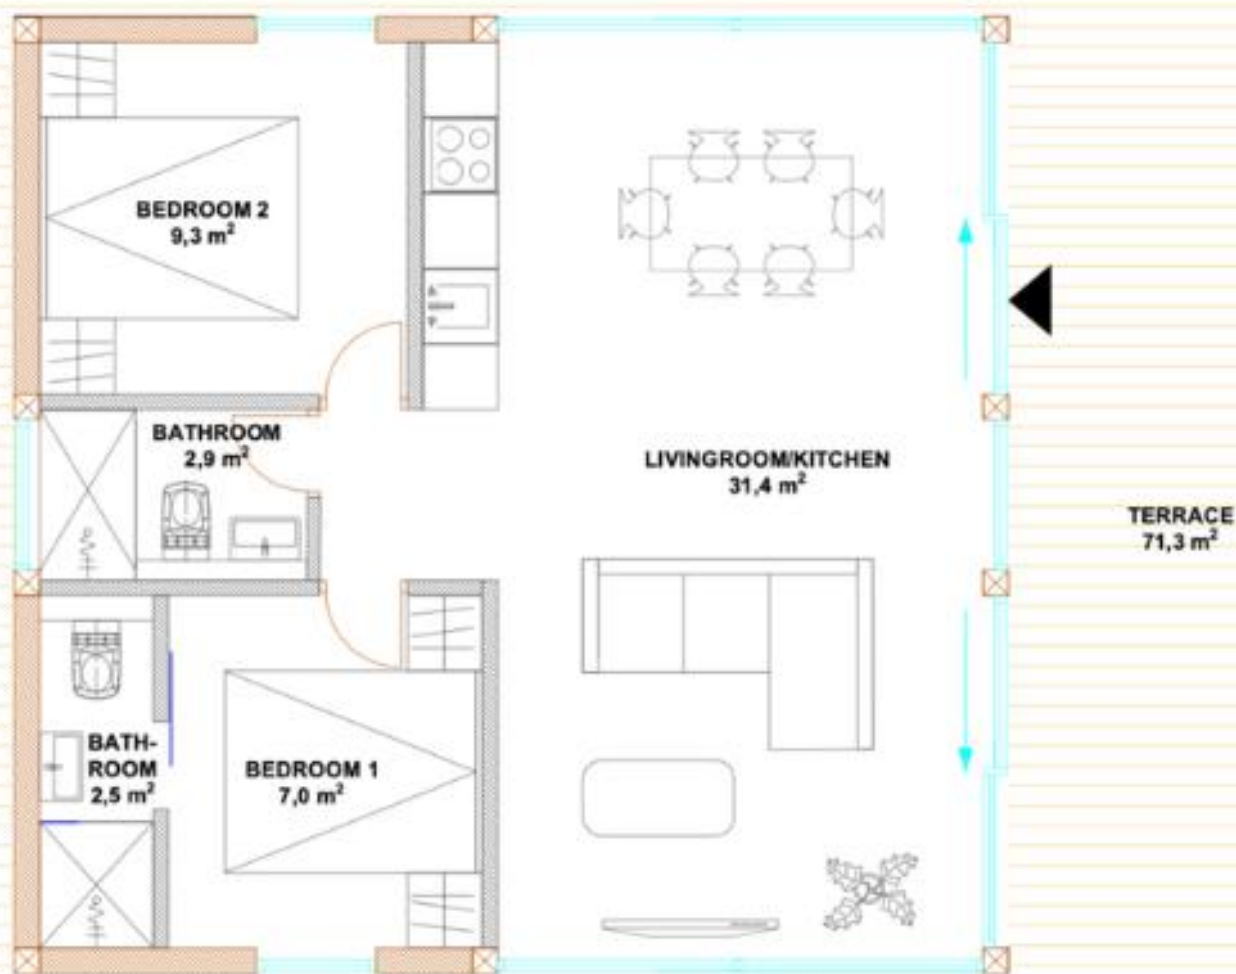 BEDROOM 2
9,3 m²
BATHROOM
2,9 m²
LIVINGROOM/KITCHEN
31,4 m²
TERRACE
71,3 m²
BATH-
ROOM
2,5 m²
BEDROOM 1
7,0 m²